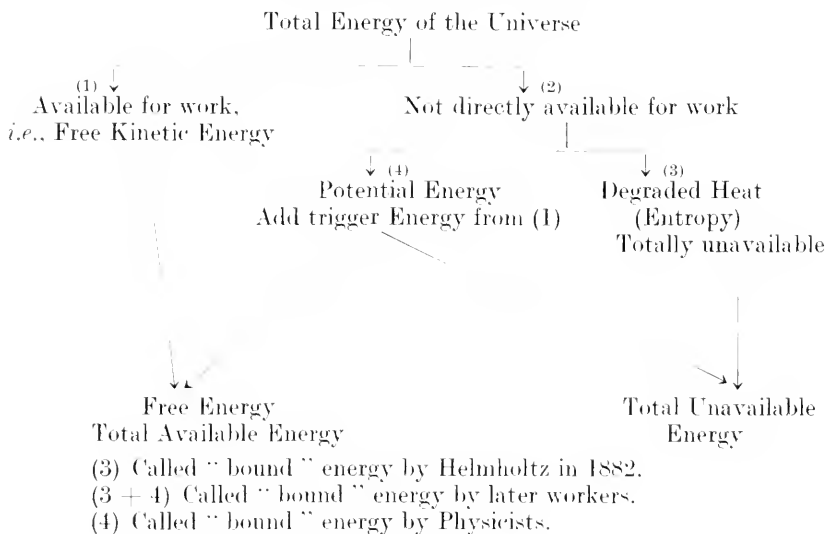 Total Energy of the Universe
(1) (2)
Available for work, Not directly available for work
i.e., Free Kinetic Energy
(4) (3)
Potential Energy Degraded Heat
Add trigger Energy from (1) (Entropy)
Totally unavailable
Free Energy Total Unavailable
Total Available Energy Energy
(3) Called "bound" energy by Helmholtz in 1882.
(3 + 4) Called "bound" energy by later workers.
(4) Called "bound" energy by Physicists.